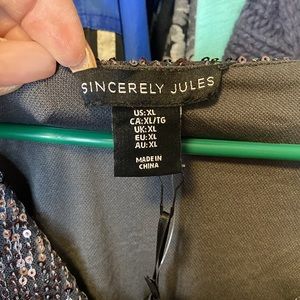 SINCERELY JULES
US:XL
CA:XL/TG
UK:XL
EU:XL
AU:XL
MADE IN
CHINA